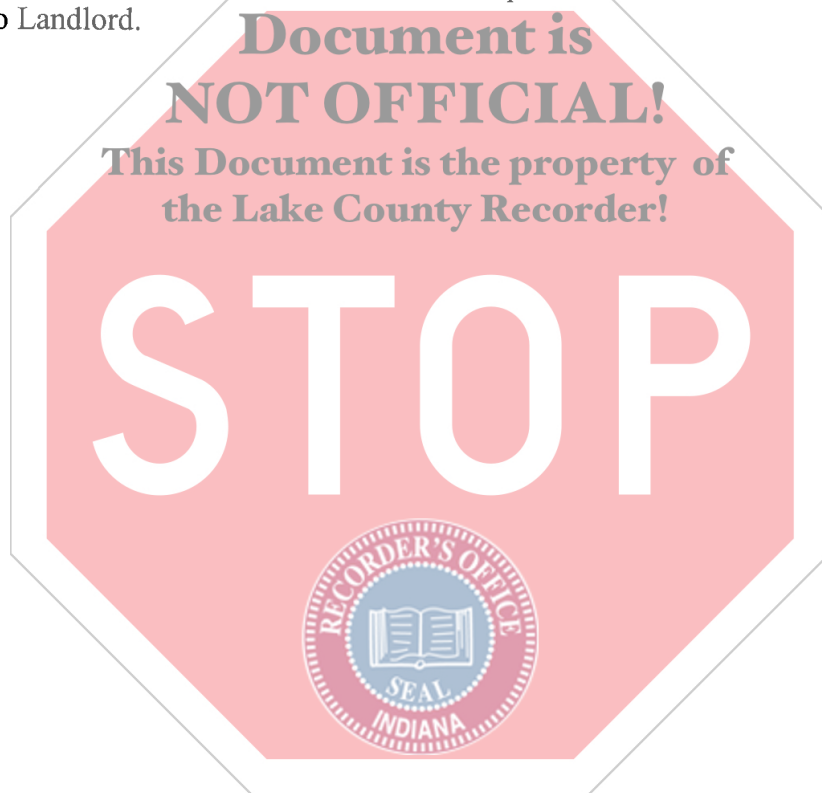 Landlord.
Document is
NOT OFFICIAL!
This Document is the property of
the Lake County Recorder!
STOP
RECORDER'S OFFICE
SEAL
INDIANA